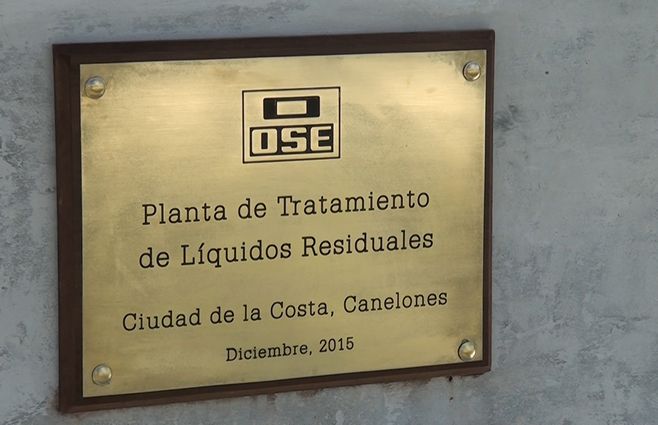 OSE
Planta de Tratamiento
de Líquidos Residuales
Ciudad de la Costa, Canelones
Diciembre, 2015